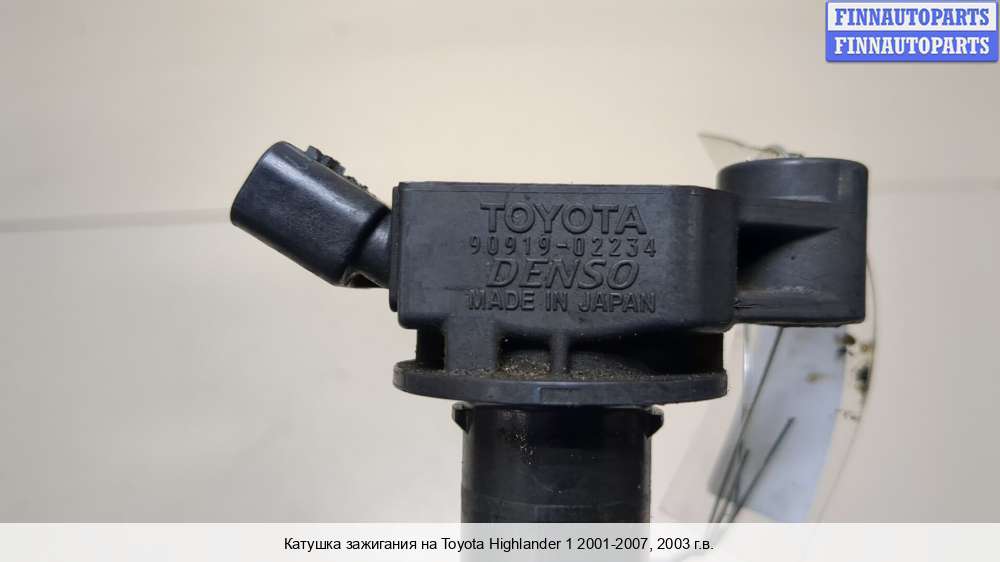 FINNAUTOPARTS
FINNAUTOPARTS
TOYOTA
90919-02234
DENSO
MADE IN JAPAN
Катушка зажигания на Toyota Highlander 1 2001-2007, 2003 г.в.